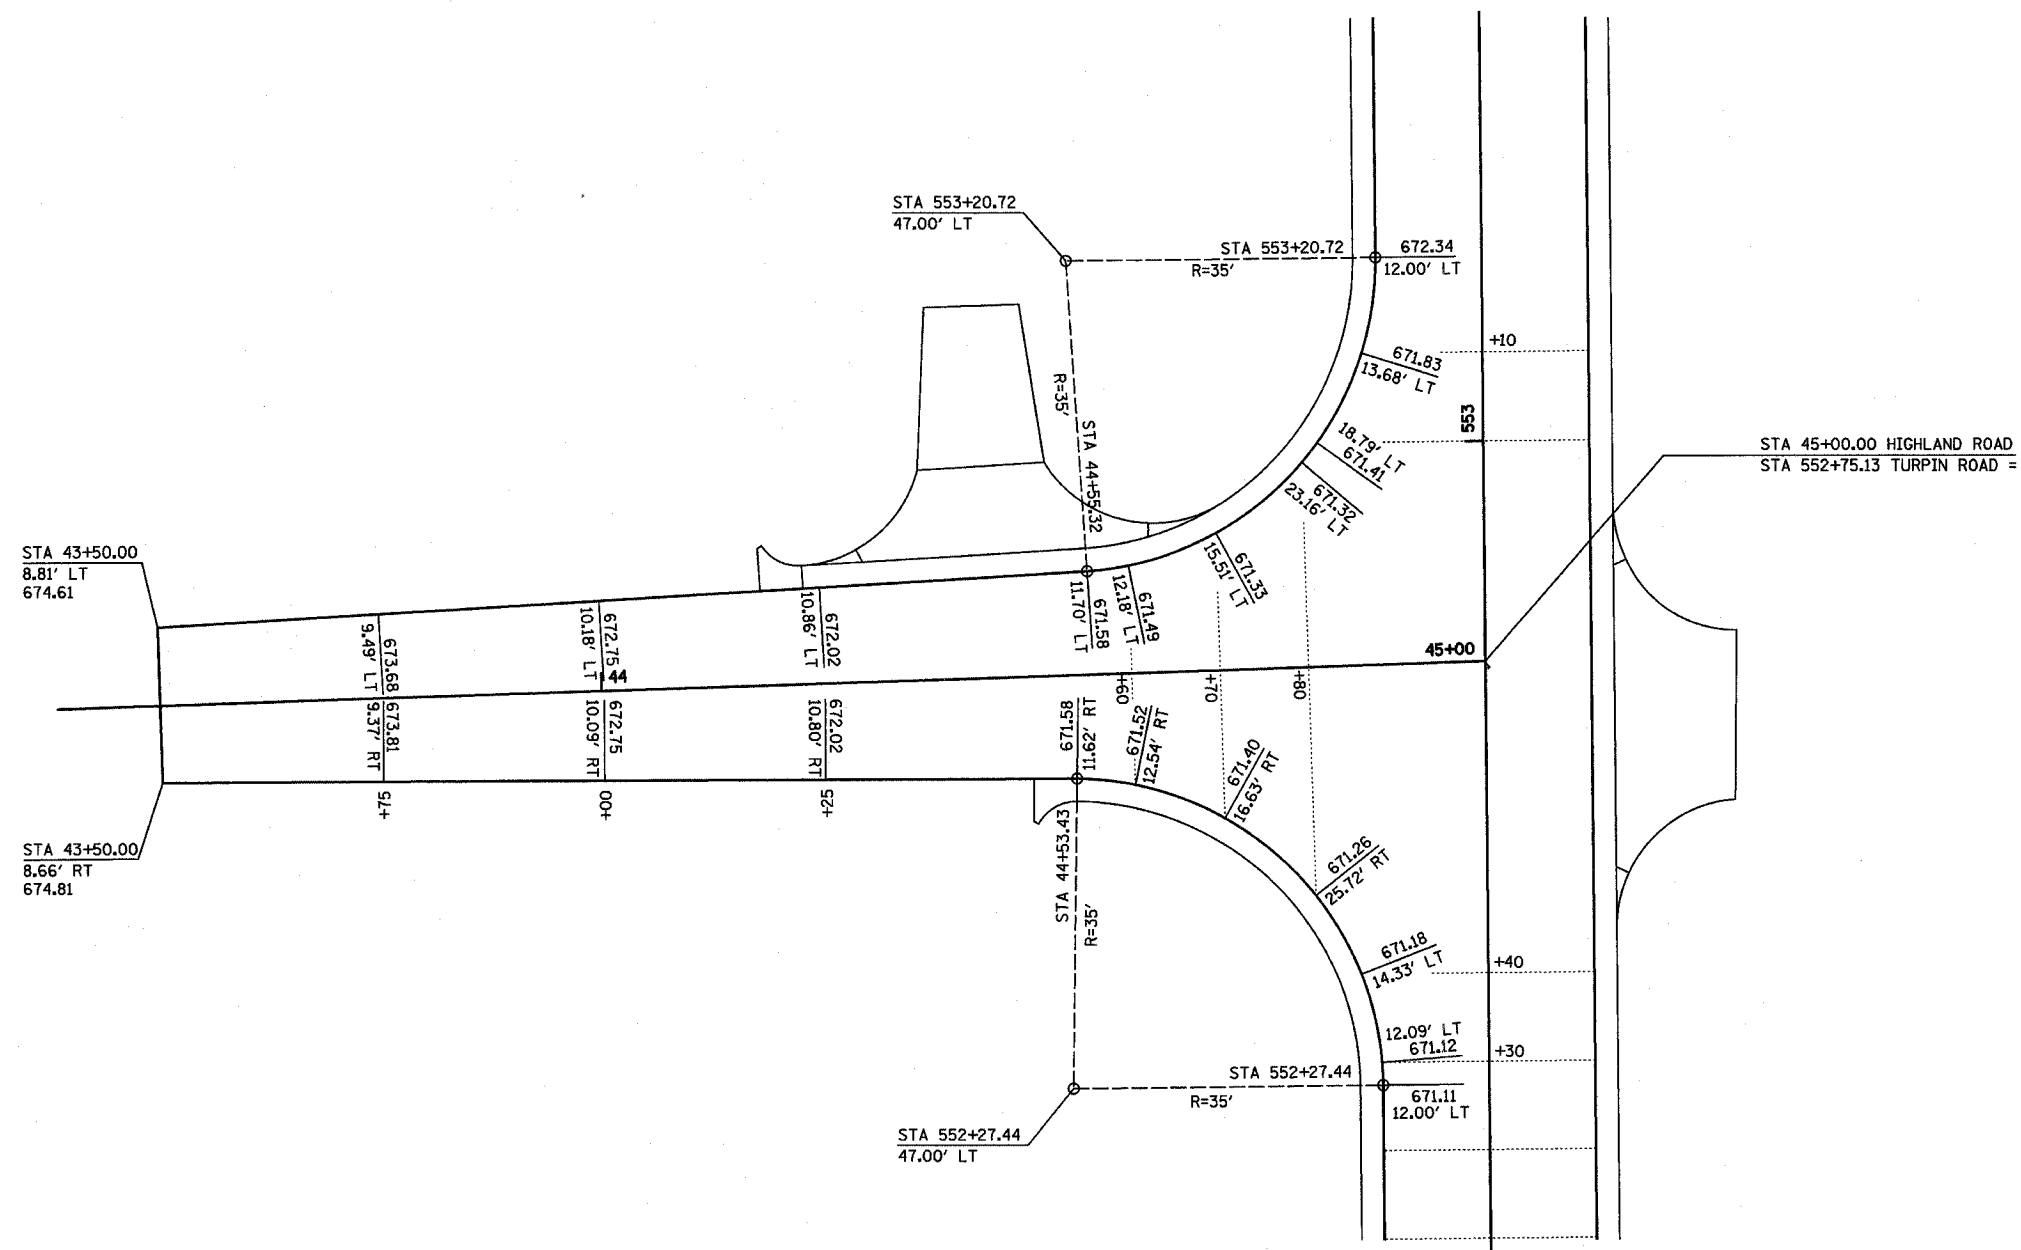 STA 553+20.72
47.00' LT
STA 553+20.72
R=35'
672.34
12.00' LT
+10
671.83
13.68' LT
553
18.79' LT
671.41
671.32
23.16' LT
R=35'
STA 44+55.32
STA 45+00.00 HIGHLAND ROAD
STA 552+75.13 TURPIN ROAD =
671.33
15.51' LT
671.49
12.18' LT
671.58
11.70' LT
STA 43+50.00
8.81' LT
674.61
673.68
9.49' LT
672.75
10.18' LT
672.02
10.86' LT
44
45+00
+60
+70
+80
673.81
9.37' RT
672.75
10.09' RT
672.02
10.80' RT
671.58
11.62' RT
671.52
12.54' RT
671.40
16.63' RT
671.26
25.72' RT
+75
+00
+25
STA 43+50.00
8.66' RT
674.81
STA 44+53.43
R=35'
671.18
14.33' LT
+40
12.09' LT
671.12
+30
STA 552+27.44
R=35'
671.11
12.00' LT
STA 552+27.44
47.00' LT